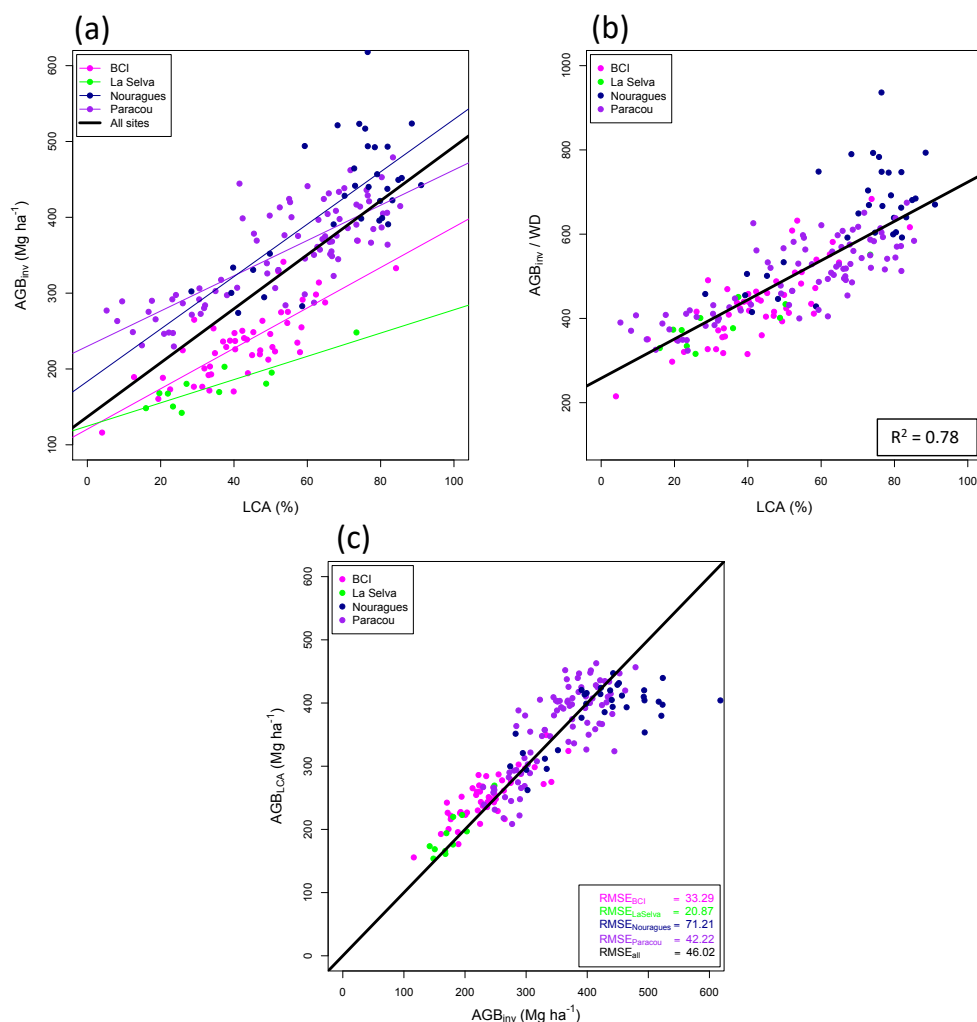 (a)
600
500
400
300
200
100
AGBinv (Mg ha-1)
BCI
La Selva
Nouragues
Paracou
All sites
0 20 40 60 80 100
LCA (%)
(b)
1000
800
600
400
200
AGBinv / WD
BCI
La Selva
Nouragues
Paracou
R2 = 0.78
0 20 40 60 80 100
LCA (%)
(c)
600
500
400
300
200
100
0
AGBLCA (Mg ha-1)
BCI
La Selva
Nouragues
Paracou
RMSEBCI = 33.29
RMSELaSelva = 20.87
RMSENouragues = 71.21
RMSEParacou = 42.22
RMSEall = 46.02
0 100 200 300 400 500 600
AGBinv (Mg ha-1)